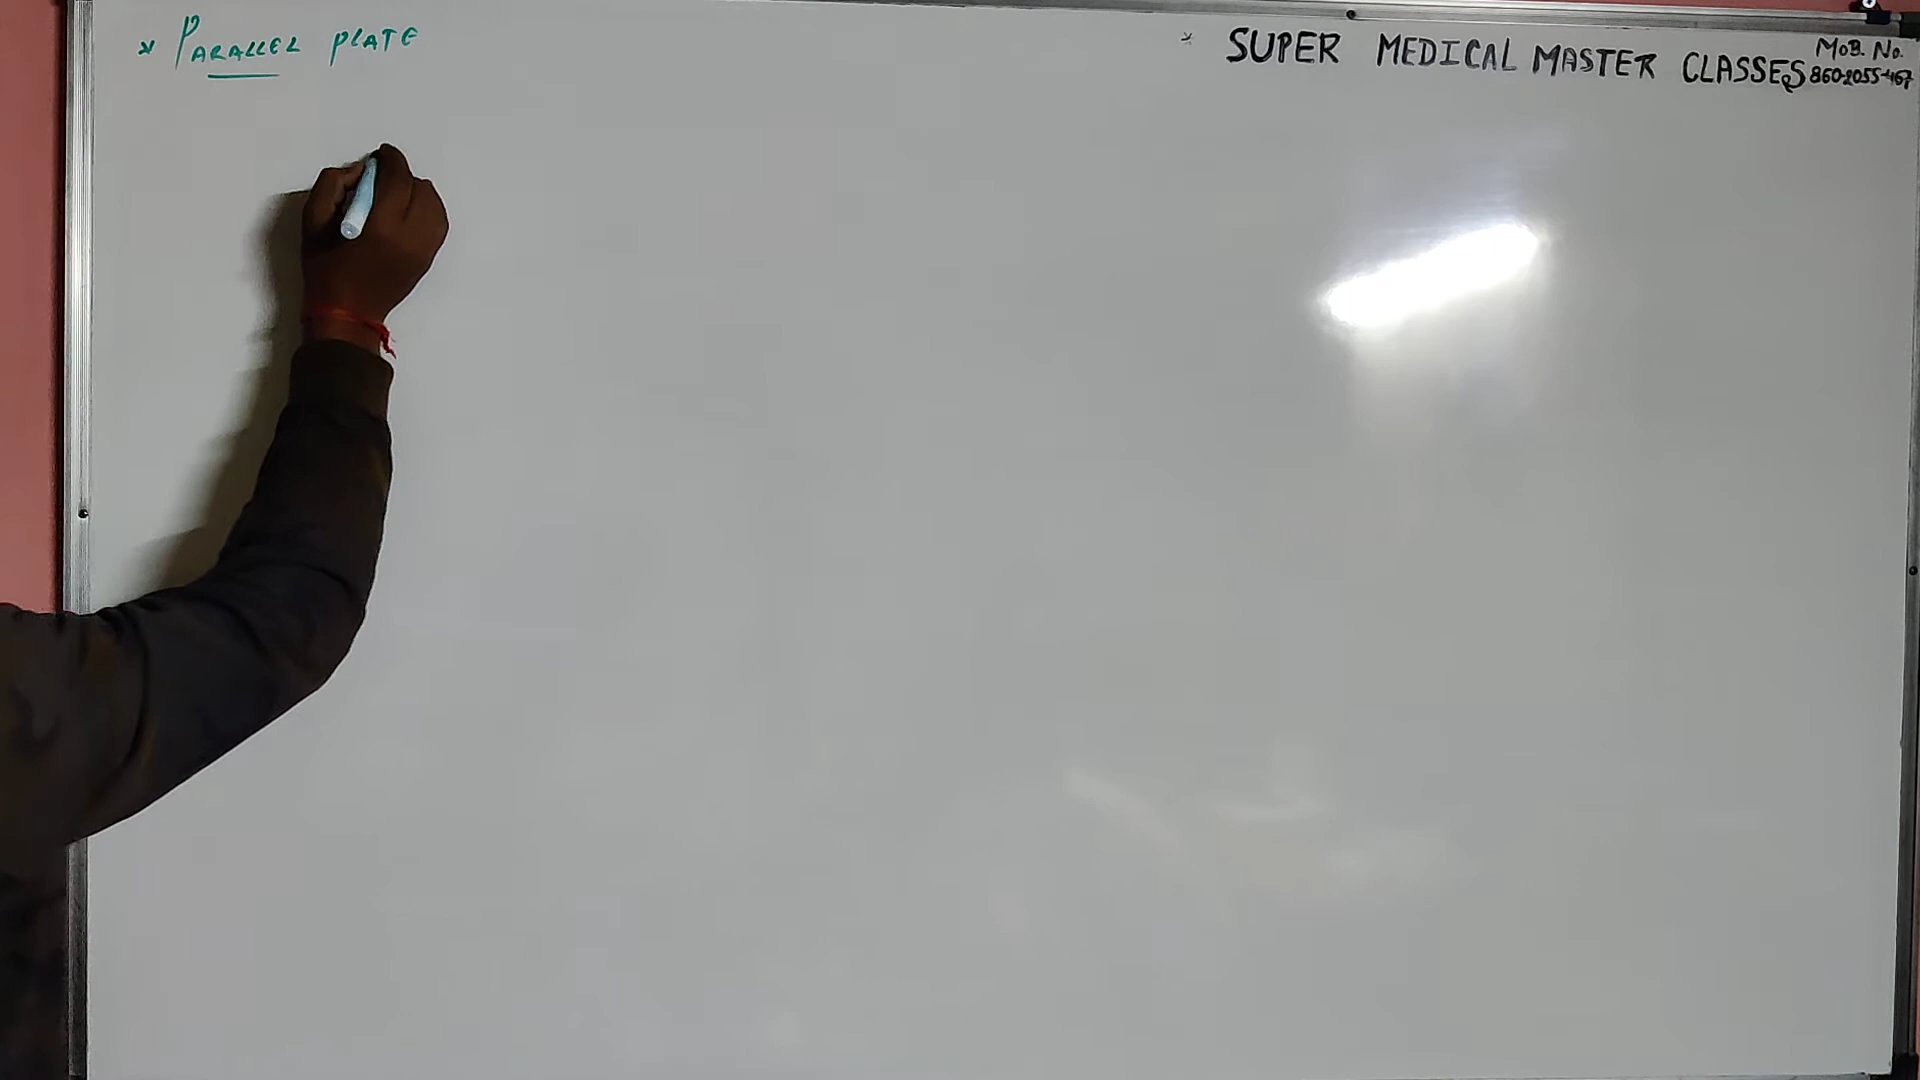 * PARALLEL PLATE
* SUPER MEDICAL MASTER CLASSES
MOB. No.
860-2055-467